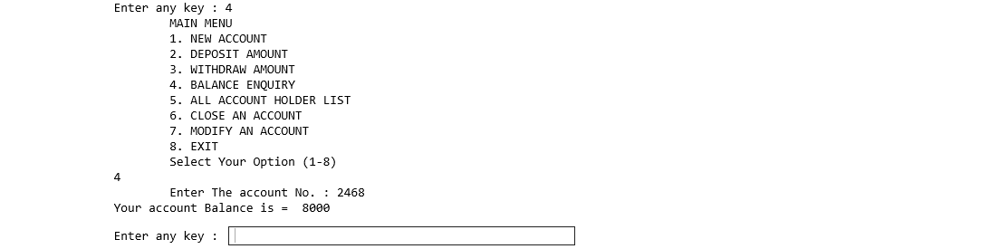 Enter any key : 4
MAIN MENU
1. NEW ACCOUNT
2. DEPOSIT AMOUNT
3. WITHDRAW AMOUNT
4. BALANCE ENQUIRY
5. ALL ACCOUNT HOLDER LIST
6. CLOSE AN ACCOUNT
7. MODIFY AN ACCOUNT
8. EXIT
Select Your Option (1-8)
4
Enter The account No. : 2468
Your account Balance is =  8000
Enter any key :